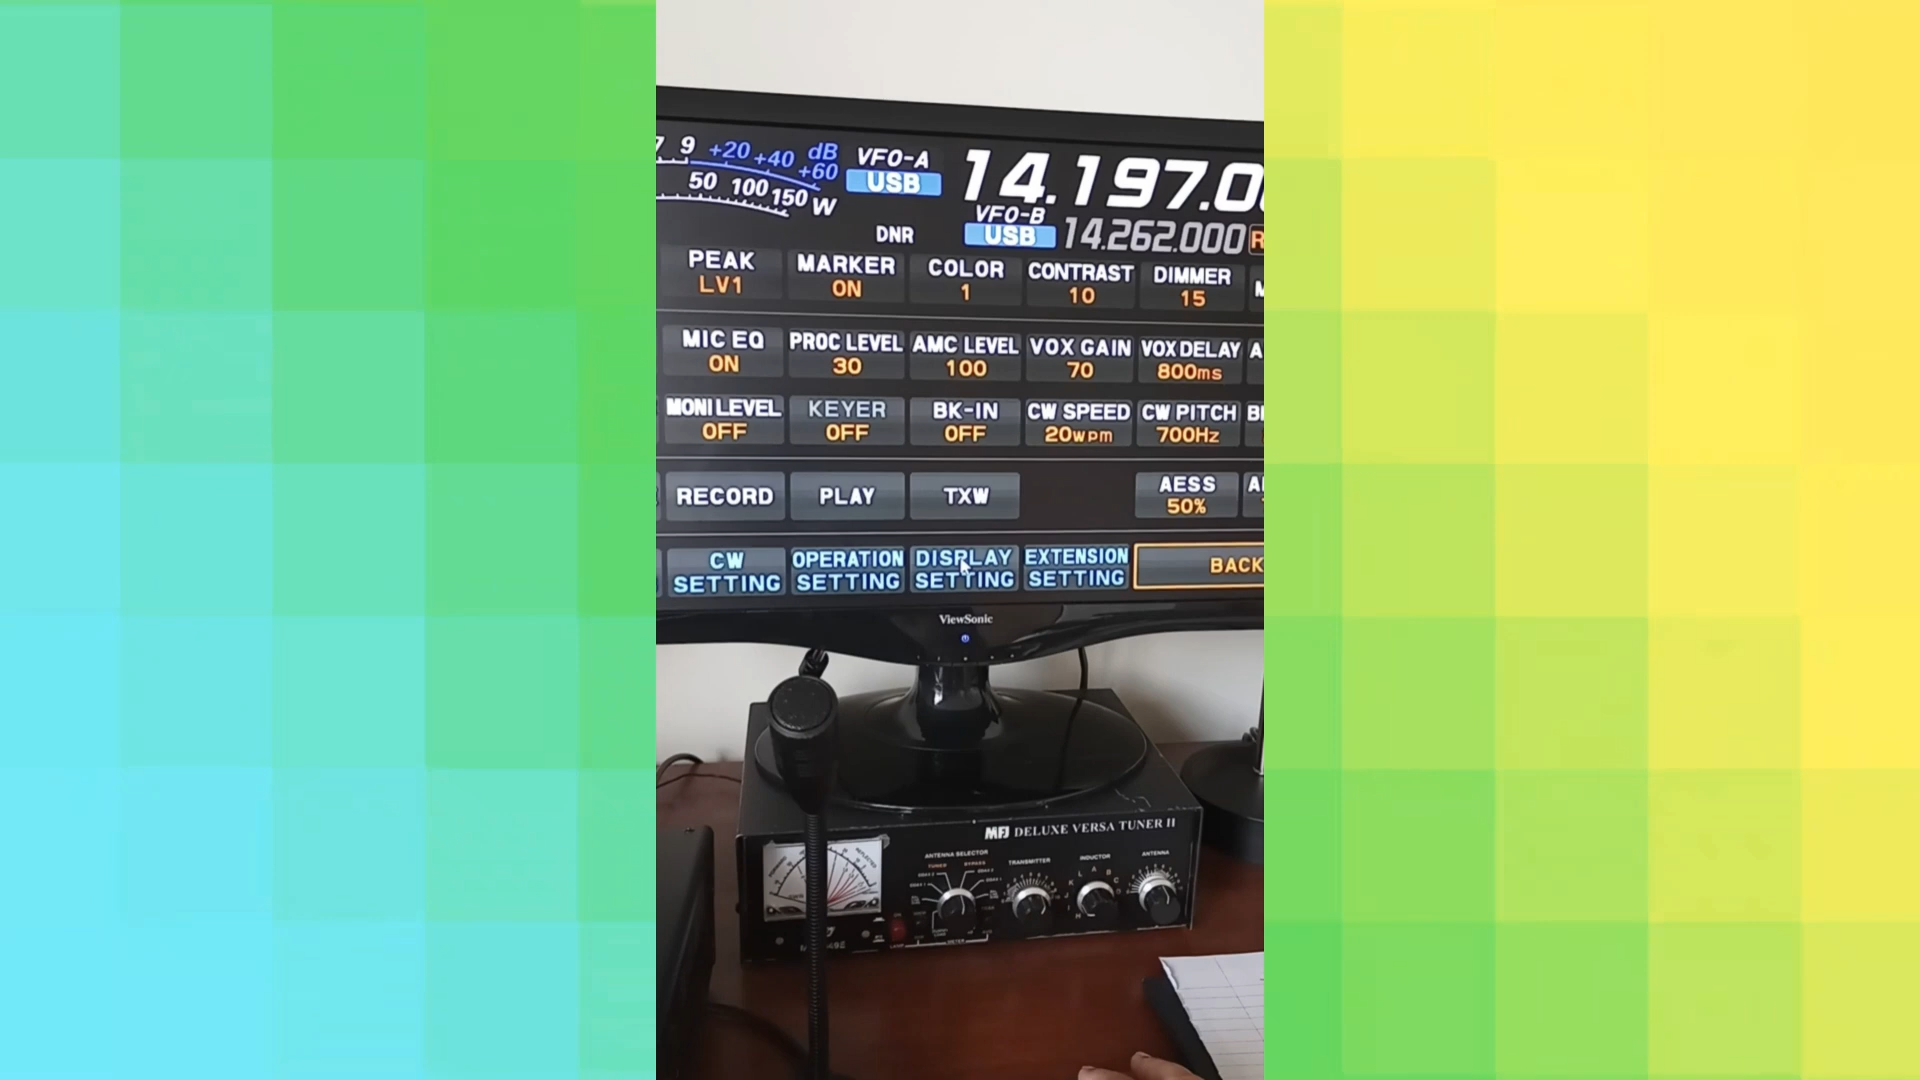 7 9 +20 +40 dB
+60
50 100 150 W
VFO-A
USB
14.197.0
VFO-B
USB
14.262.000
DNR
PEAK
LV1
MARKER
ON
COLOR
1
CONTRAST
10
DIMMER
15
MIC EQ
ON
PROC LEVEL
30
AMC LEVEL
100
VOX GAIN
70
VOX DELAY
800ms
MONI LEVEL
OFF
KEYER
OFF
BK-IN
OFF
CW SPEED
20wpm
CW PITCH
700Hz
RECORD
PLAY
TXW
AESS
50%
CW
SETTING
OPERATION
SETTING
DISPLAY
SETTING
EXTENSION
SETTING
BACK
ViewSonic
MFJ DELUXE VERSA TUNER II
ANTENNA SELECTOR
TUNER
BYPASS
TRANSMITTER
INDUCTOR
ANTENNA